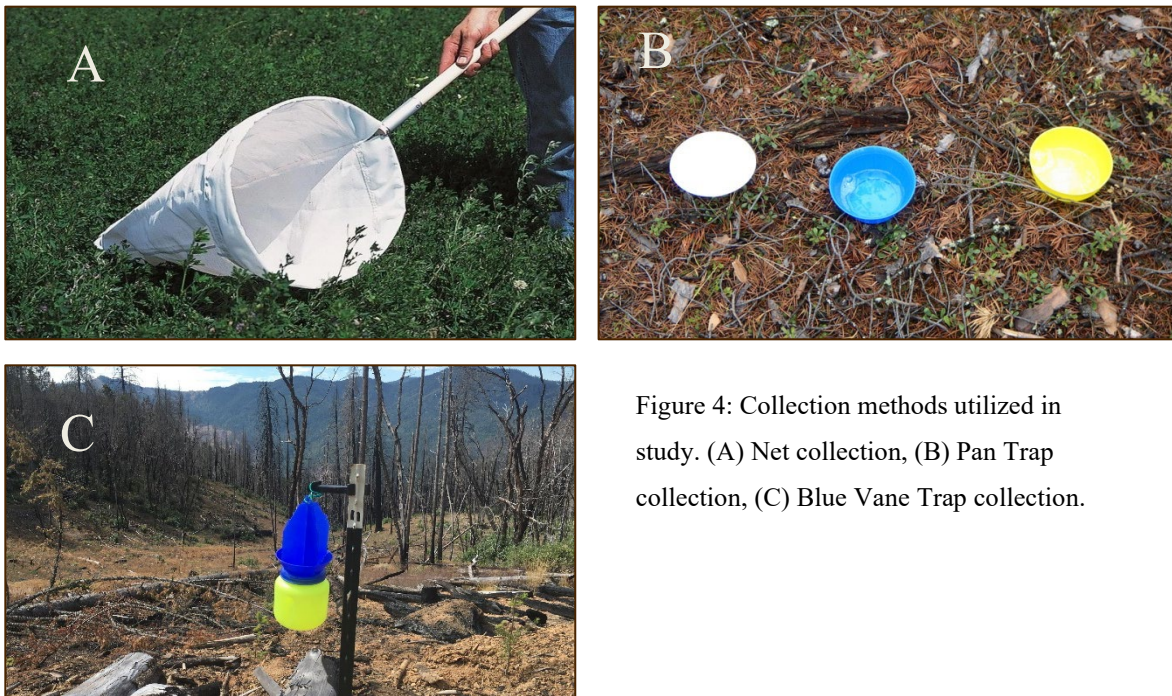 A
B
C
Figure 4: Collection methods utilized in
study. (A) Net collection, (B) Pan Trap
collection, (C) Blue Vane Trap collection.